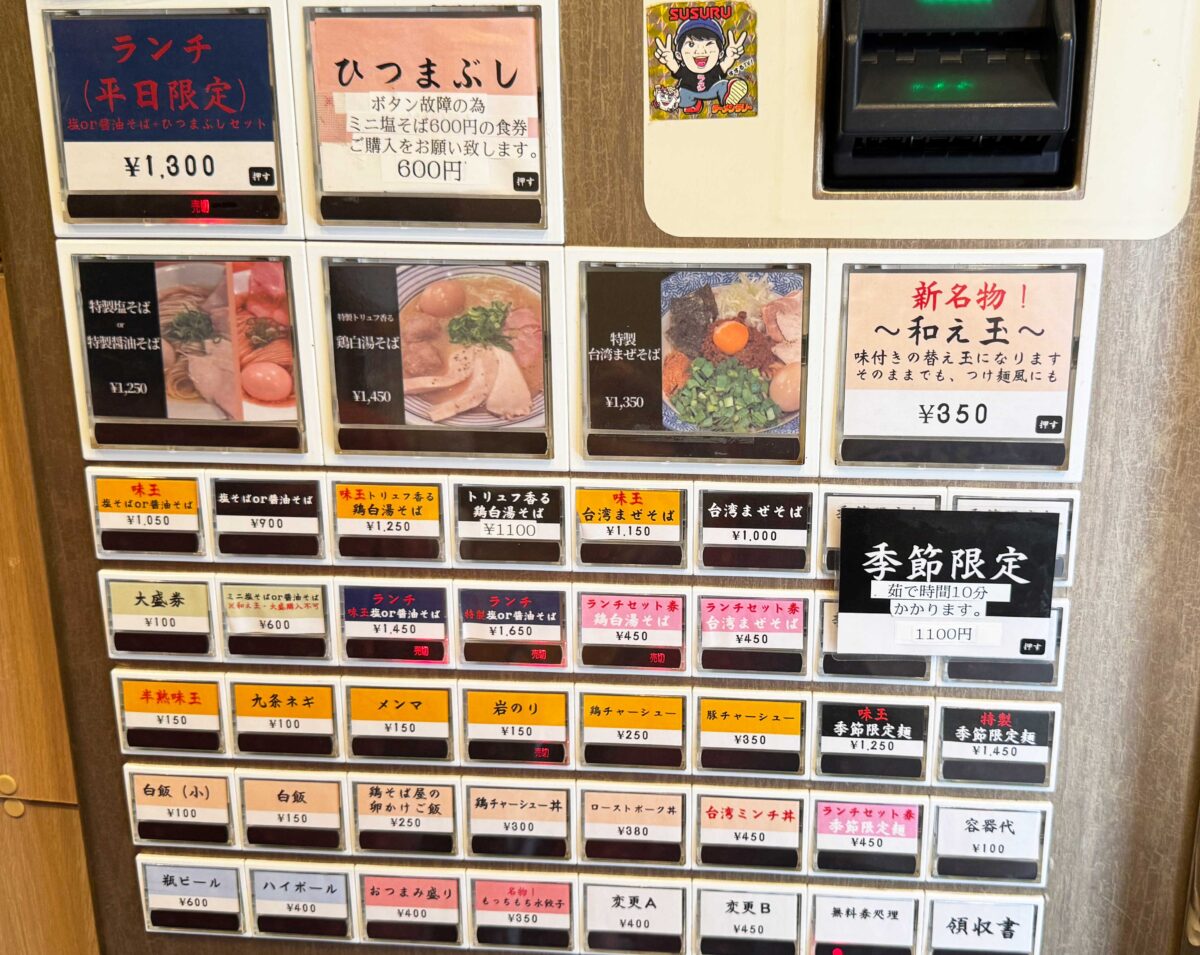 ランチ
(平日限定)
塩or醤油そば+ひつまぶしセット
¥1,300
押す
売切
ひつまぶし
ボタン故障の為
ミニ塩そば600円の食券
ご購入をお願い致します。
600円
押す
SUSURU
特製塩そば
or
特製醤油そば
¥1,250
特製トリュフ香る
鶏白湯そば
¥1,450
特製
台湾まぜそば
¥1,350
新名物!
~和え玉~
味付きの替え玉になります
そのままでも、つけ麺風にも
¥350
押す
味玉
塩そばor醤油そば
¥1,050
塩そばor醤油そば
¥900
味玉トリュフ香る
鶏白湯そば
¥1,250
トリュフ香る
鶏白湯そば
¥1100
味玉
台湾まぜそば
¥1,150
台湾まぜそば
¥1,000
季節限定
茹で時間10分
かかります。
1100円
押す
大盛券
¥100
ミニ塩そばor醤油そば
※和え玉・大盛購入不可
¥600
ランチ
味玉塩or醤油そば
¥1,450
売切
ランチ
特製塩or醤油そば
¥1,650
売切
ランチセット券
鶏白湯そば
¥450
売切
ランチセット券
台湾まぜそば
¥450
半熟味玉
¥150
九条ネギ
¥100
メンマ
¥150
岩のり
¥150
売切
鶏チャーシュー
¥250
豚チャーシュー
¥350
味玉
季節限定麺
¥1,250
特製
季節限定麺
¥1,450
白飯(小)
¥100
白飯
¥150
鶏そば屋の
卵かけご飯
¥250
鶏チャーシュー丼
¥300
ローストポーク丼
¥380
台湾ミンチ丼
¥450
ランチセット券
季節限定麺
¥450
容器代
¥100
瓶ビール
¥600
ハイボール
¥400
おつまみ盛り
¥400
名物!
もっちもち水餃子
¥350
変更A
¥400
変更B
¥450
無料券処理
領収書